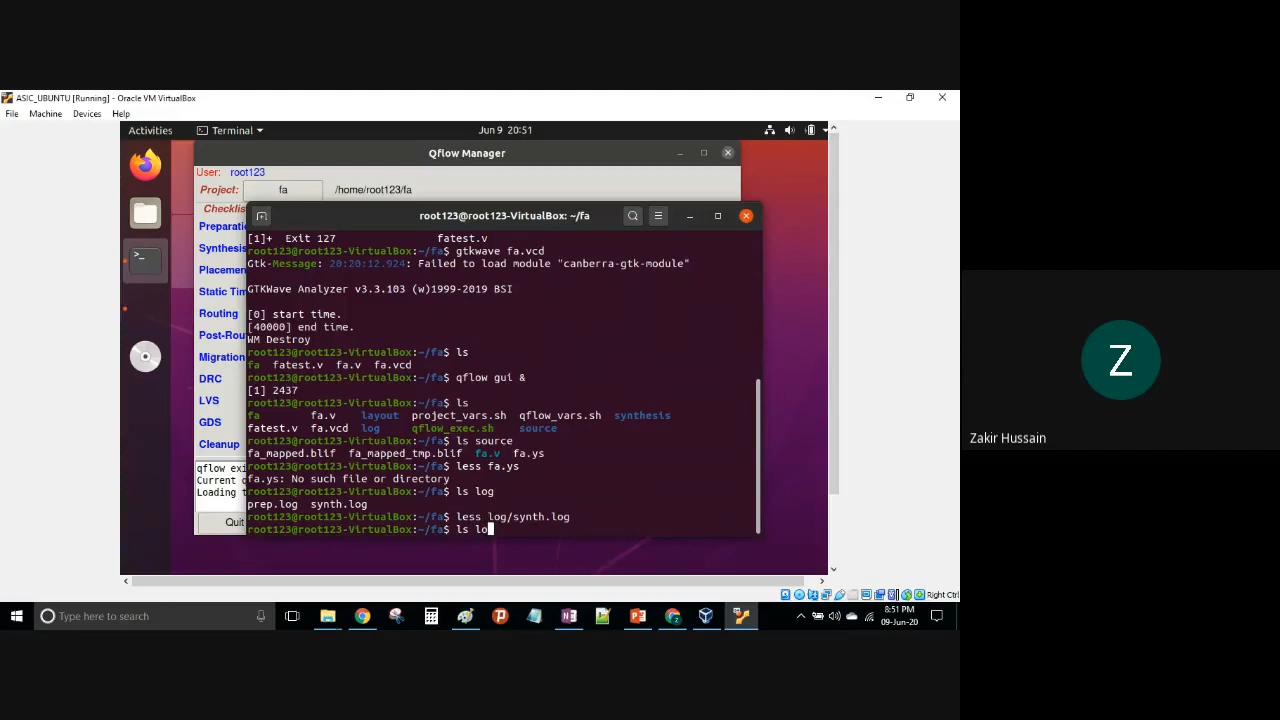 ASIC_UBUNTU [Running] - Oracle VM VirtualBox
File Machine Devices Help
Activities Terminal Jun 9 20:51
Qflow Manager
User: root123
Project: fa /home/root123/fa
Checklis
Preparatio
Synthesis
Placemen
Static Tim
Routing
Post-Rou
Migration
DRC
LVS
GDS
Cleanup
qflow exi
Current q
Loading
Quit
root123@root123-VirtualBox: ~/fa
[1]+ Exit 127 fatest.v
root123@root123-VirtualBox:~/fa$ gtkwave fa.vcd
Gtk-Message: 20:20:12.924: Failed to load module "canberra-gtk-module"
GTKWave Analyzer v3.3.103 (w)1999-2019 BSI
[0] start time.
[40000] end time.
WM Destroy
root123@root123-VirtualBox:~/fa$ ls
fa fatest.v fa.v fa.vcd
root123@root123-VirtualBox:~/fa$ qflow gui &
[1] 2437
root123@root123-VirtualBox:~/fa$ ls
fa fa.v layout project_vars.sh qflow_vars.sh synthesis
fatest.v fa.vcd log qflow_exec.sh source
root123@root123-VirtualBox:~/fa$ ls source
fa_mapped.blif fa_mapped_tmp.blif fa.v fa.ys
root123@root123-VirtualBox:~/fa$ less fa.ys
fa.ys: No such file or directory
root123@root123-VirtualBox:~/fa$ ls log
prep.log synth.log
root123@root123-VirtualBox:~/fa$ less log/synth.log
root123@root123-VirtualBox:~/fa$ ls lo
Right Ctrl
Type here to search
8:51 PM
09-Jun-20
Z
Zakir Hussain